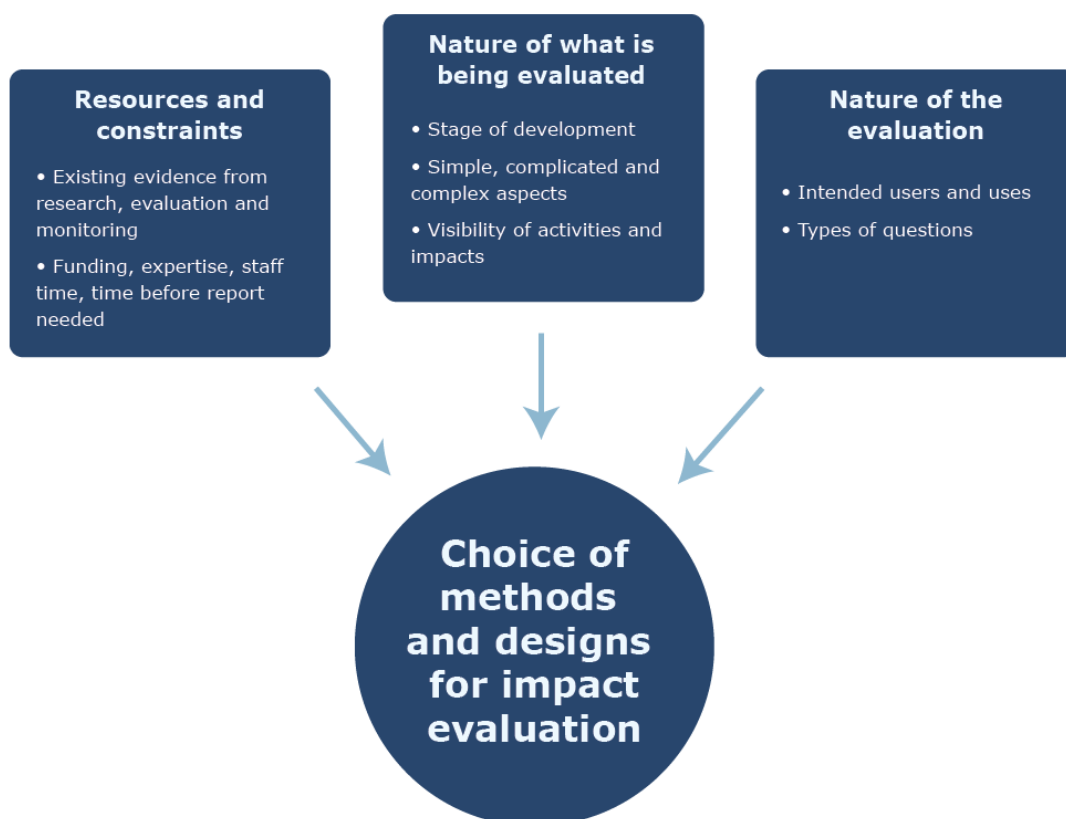 Resources and
constraints
• Existing evidence from
research, evaluation and
monitoring
• Funding, expertise, staff
time, time before report
needed
Nature of what is
being evaluated
• Stage of development
• Simple, complicated and
complex aspects
• Visibility of activities and
impacts
Nature of the
evaluation
• Intended users and uses
• Types of questions
Choice of
methods
and designs
for impact
evaluation